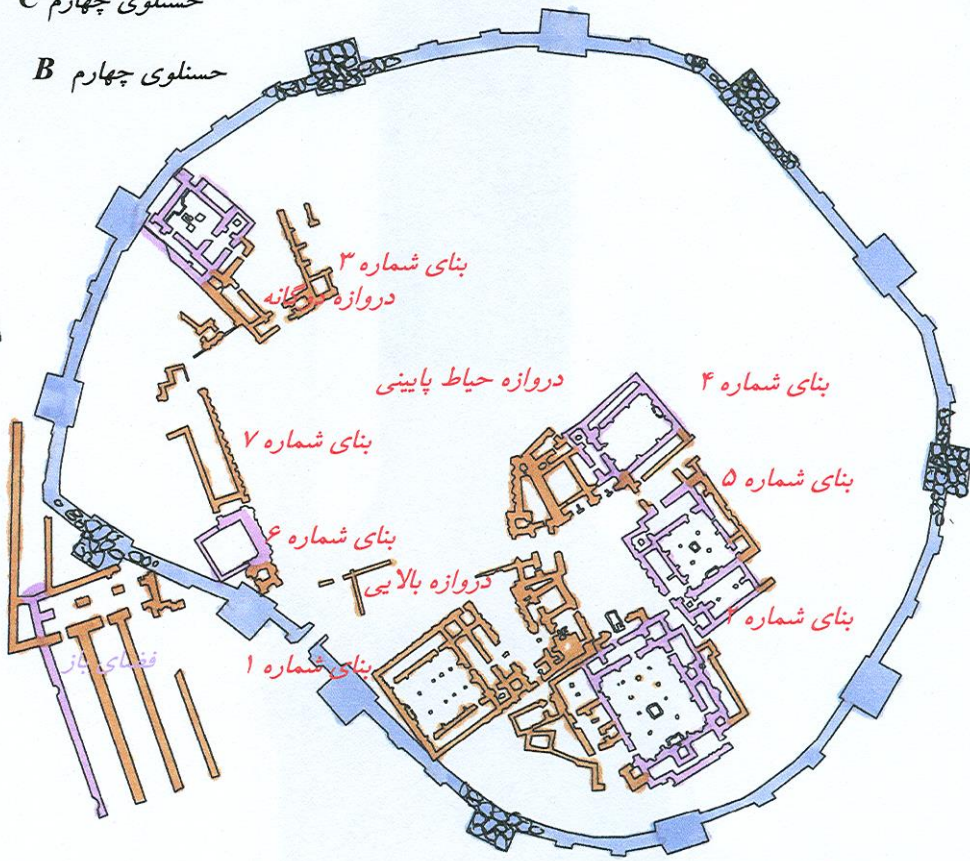 حسنلوی چهارم C
حسنلوی چهارم B
بنای شماره ۳
دروازه دوگانه
دروازه حیاط پایینی
بنای شماره ۴
بنای شماره ۷
بنای شماره ۵
بنای شماره ۶
دروازه بالایی
بنای شماره ۲
فضای باز
بنای شماره ۱